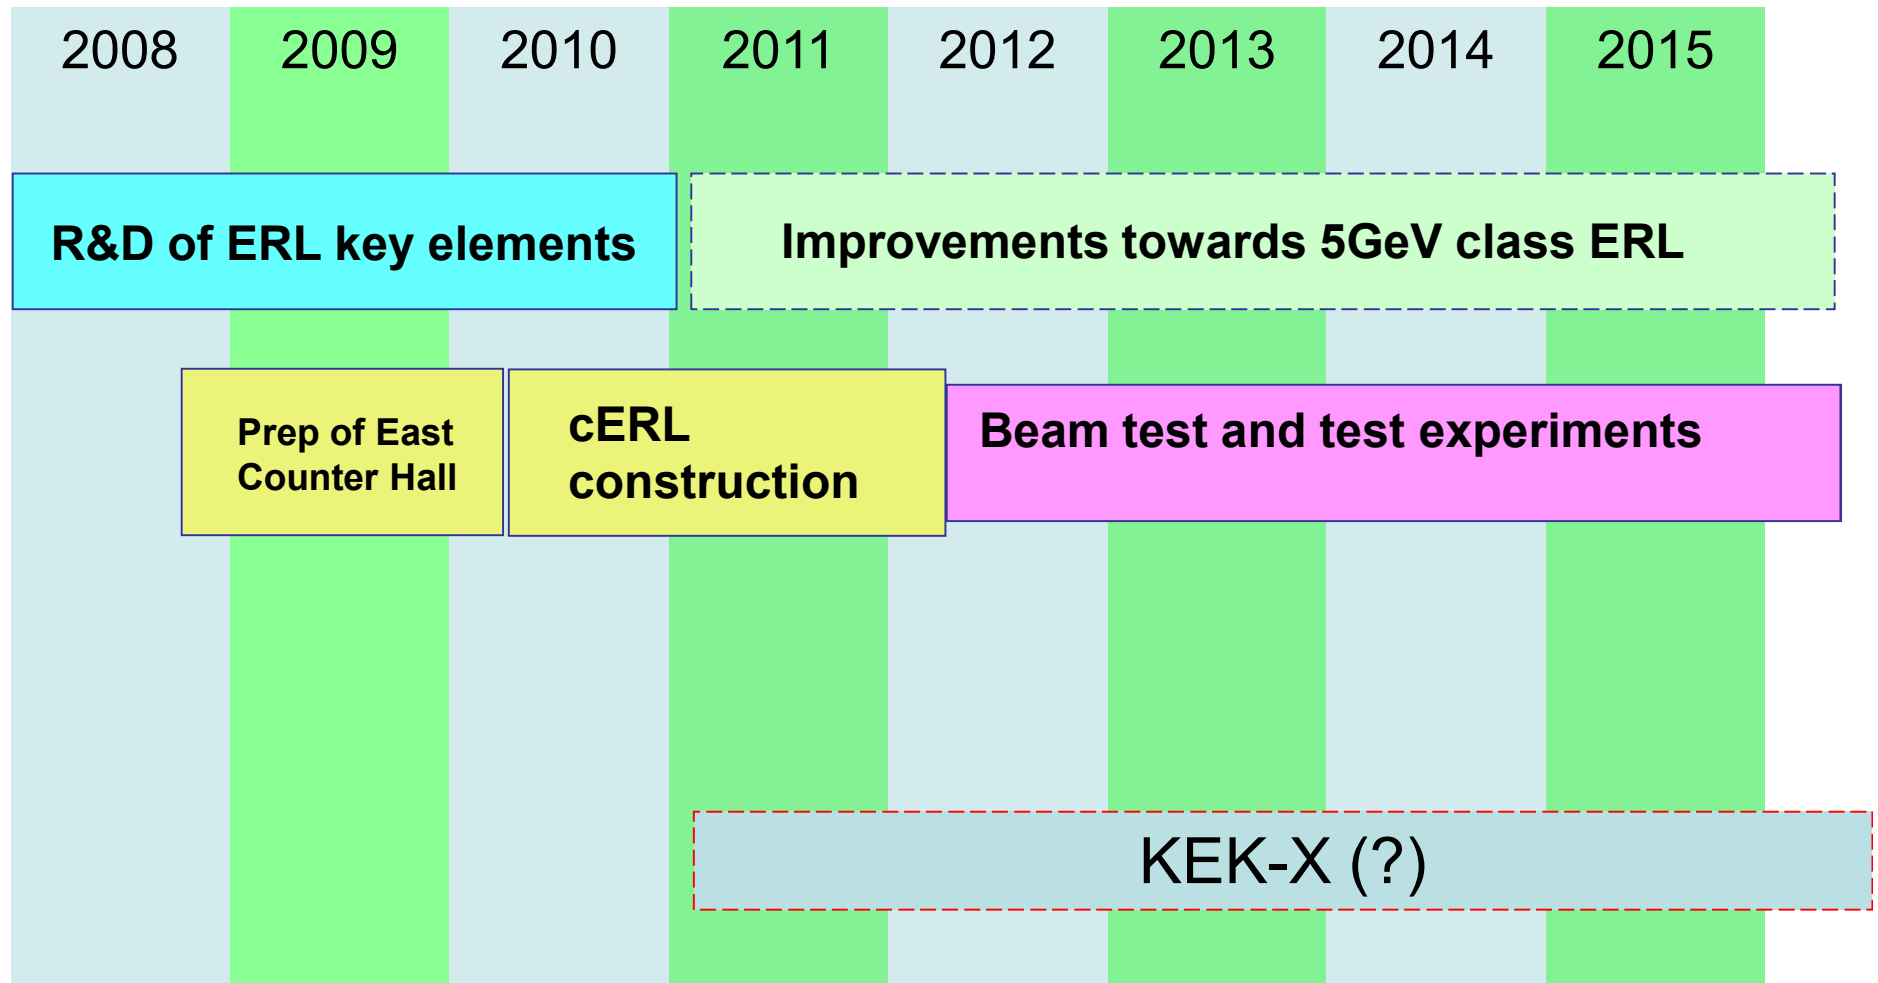 2008 2009 2010 2011 2012 2013 2014 2015
R&D of ERL key elements
Improvements towards 5GeV class ERL
Prep of East
Counter Hall
cERL
construction
Beam test and test experiments
KEK-X (?)